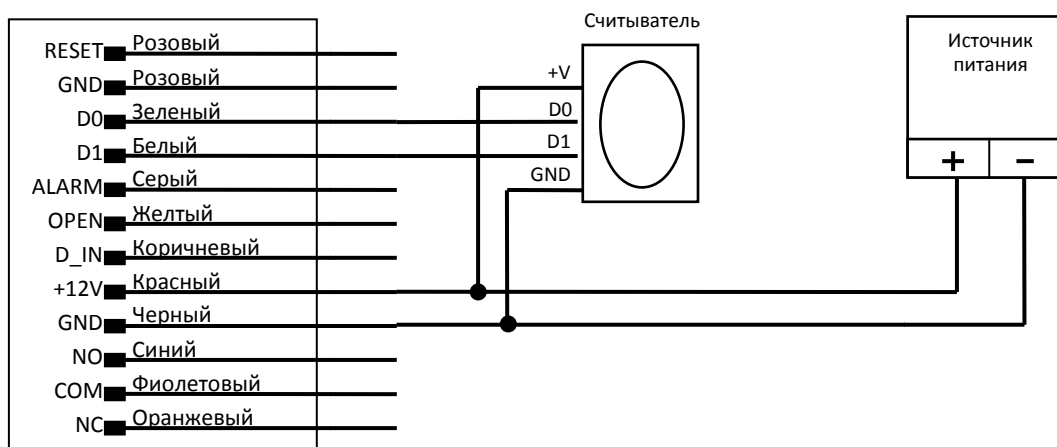 Считыватель
Источник
питания
RESET Розовый
GND Розовый
D0 Зеленый
D1 Белый
ALARM Серый
OPEN Желтый
D_IN Коричневый
+12V Красный
GND Черный
NO Синий
COM Фиолетовый
NC Оранжевый
+V
D0
D1
GND
+ −